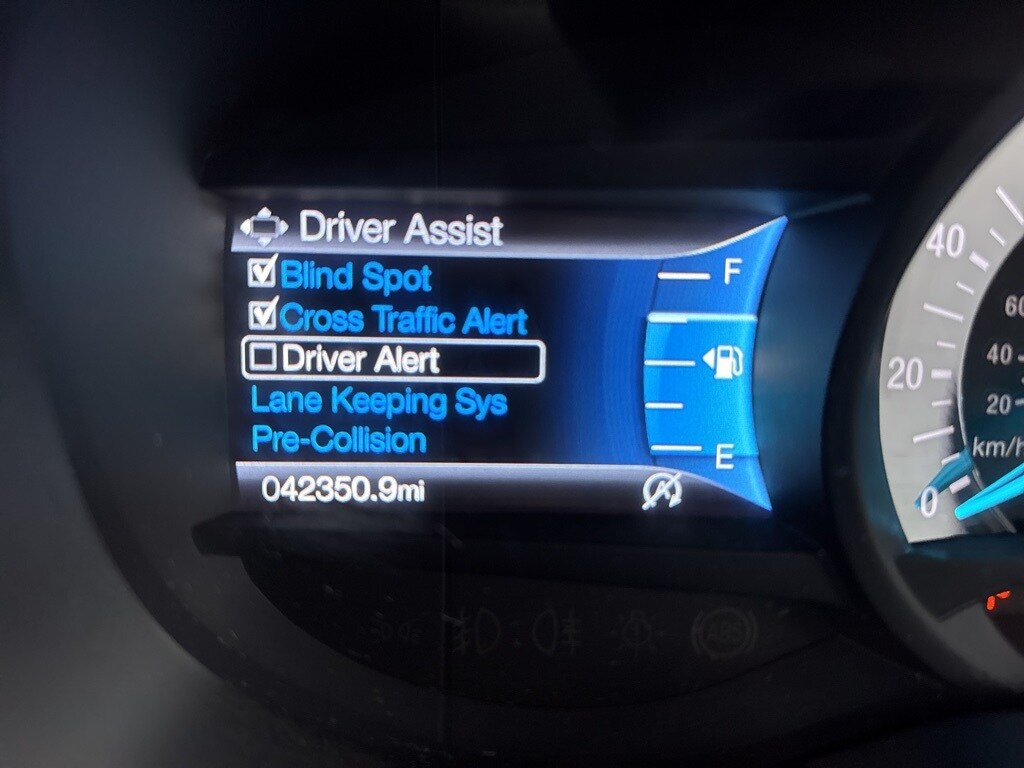 Driver Assist
Blind Spot
Cross Traffic Alert
Driver Alert
Lane Keeping Sys
Pre-Collision
042350.9mi
F
E
A
40
20
0
60
40
20
km/h
ABS